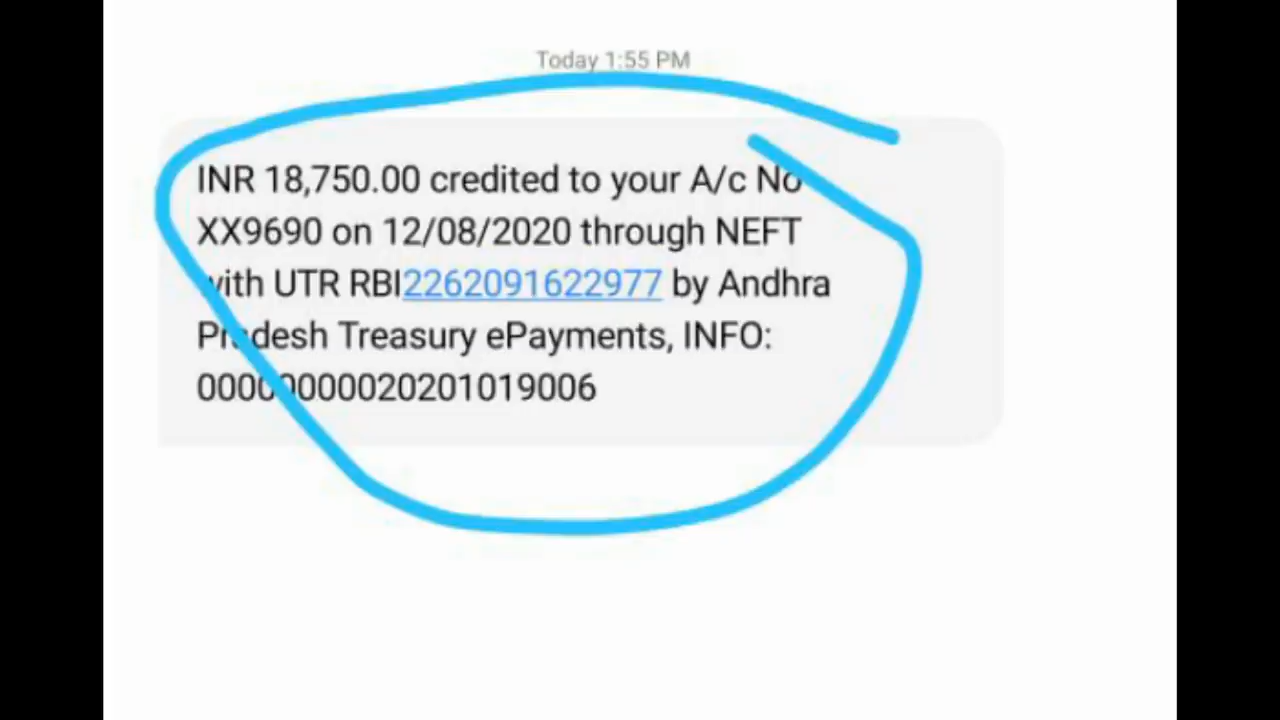 Today 1:55 PM
INR 18,750.00 credited to your A/c No
XX9690 on 12/08/2020 through NEFT
with UTR RBI2262091622977 by Andhra
Pradesh Treasury ePayments, INFO:
00000000020201019006